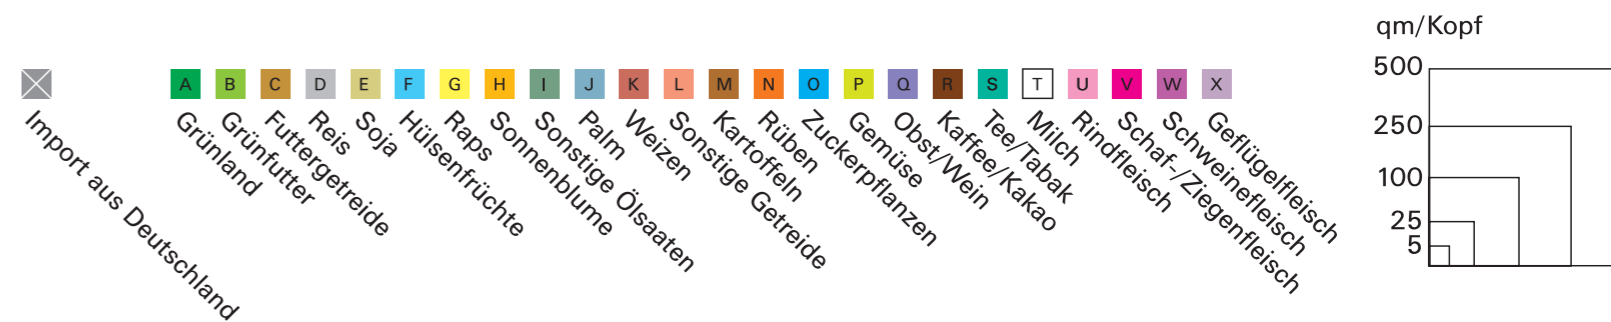 qm/Kopf
500
250
100
25
5
A B C D E F G H I J K L M N O P Q R S T U V W X
Import aus Deutschland
Grünland
Grünfutter
Futtergetreide
Reis
Soja
Hülsenfrüchte
Raps
Sonnenblume
Sonstige Ölsaaten
Palm
Weizen
Sonstige Getreide
Kartoffeln
Rüben
Zuckerpflanzen
Gemüse
Obst/Wein
Kaffee/Kakao
Tee/Tabak
Milch
Rindfleisch
Schaf-/Ziegenfleisch
Schweinefleisch
Geflügelfleisch